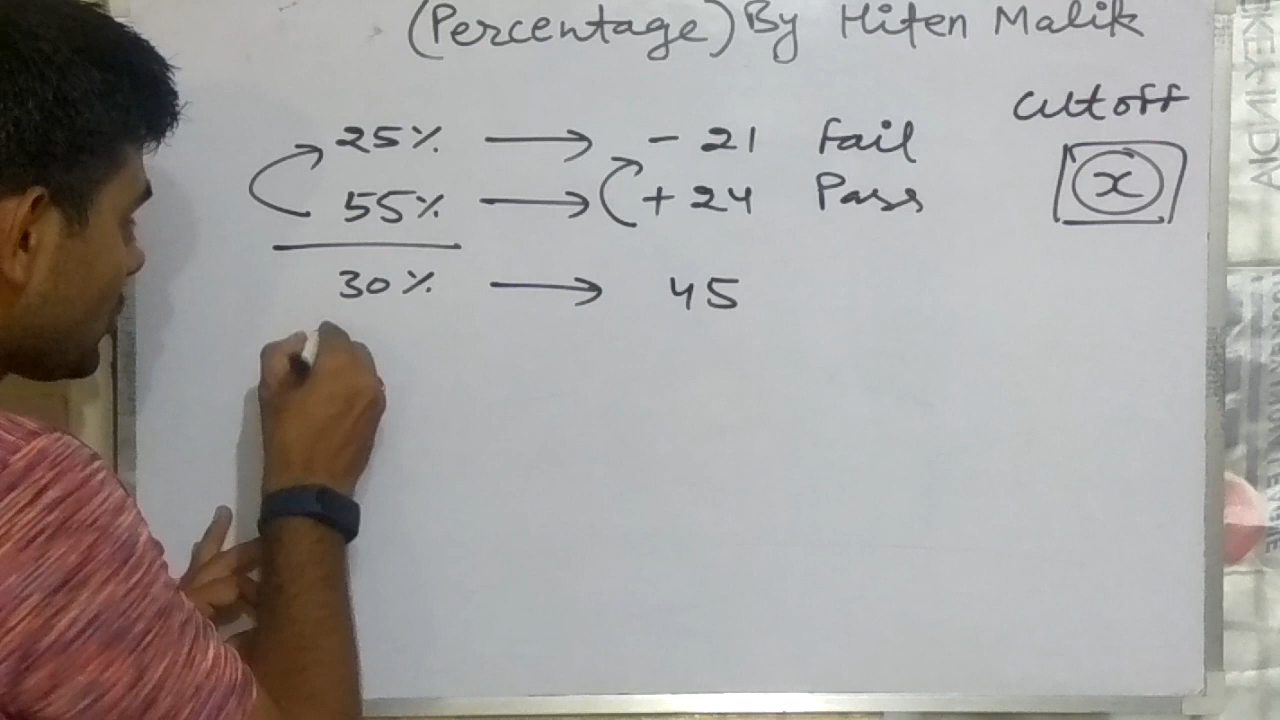 (Percentage) By Hiten Malik
cutoff
25% → - 21 Fail
x
55% → + 24 Pass
30% → 45